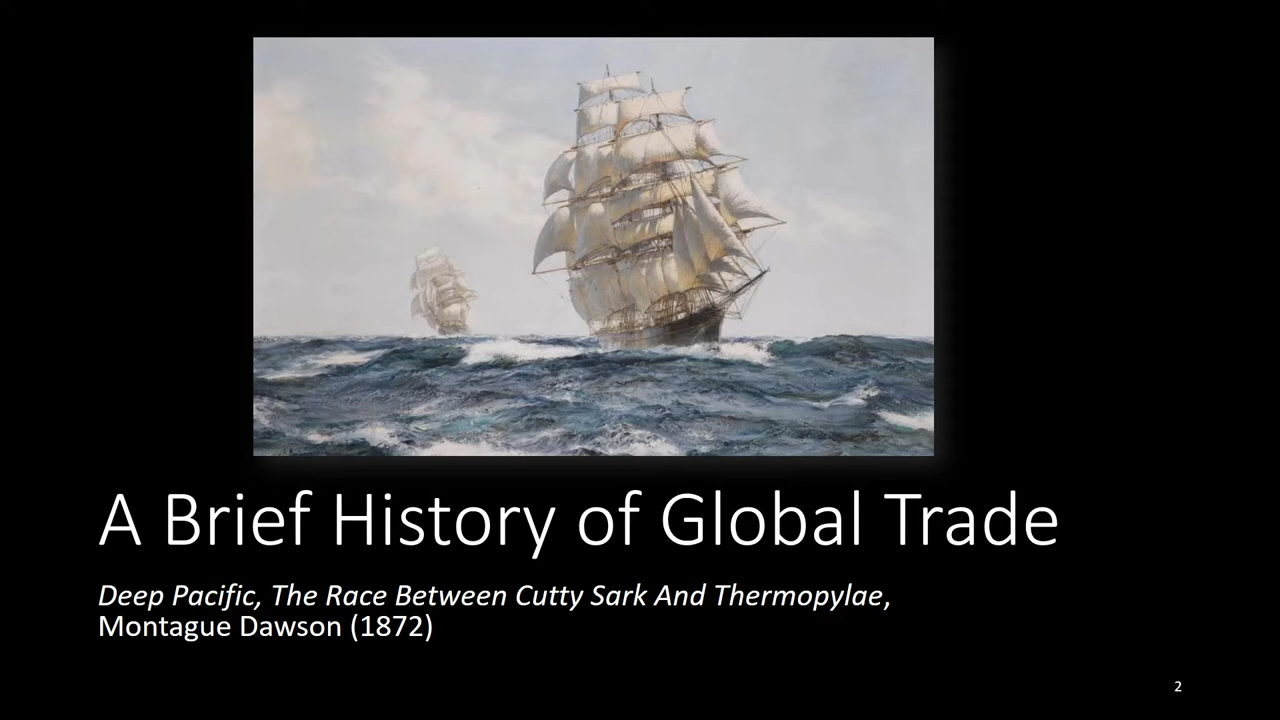 A Brief History of Global Trade
Deep Pacific, The Race Between Cutty Sark And Thermopylae,
Montague Dawson (1872)
2